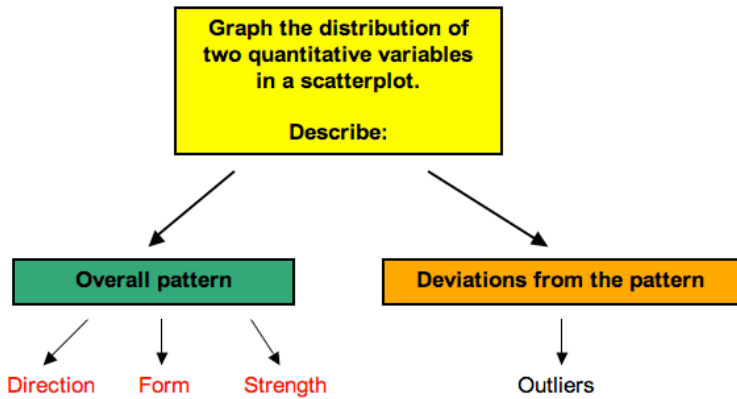 Graph the distribution of
two quantitative variables
in a scatterplot.
Describe:
Overall pattern
Deviations from the pattern
Direction
Form
Strength
Outliers